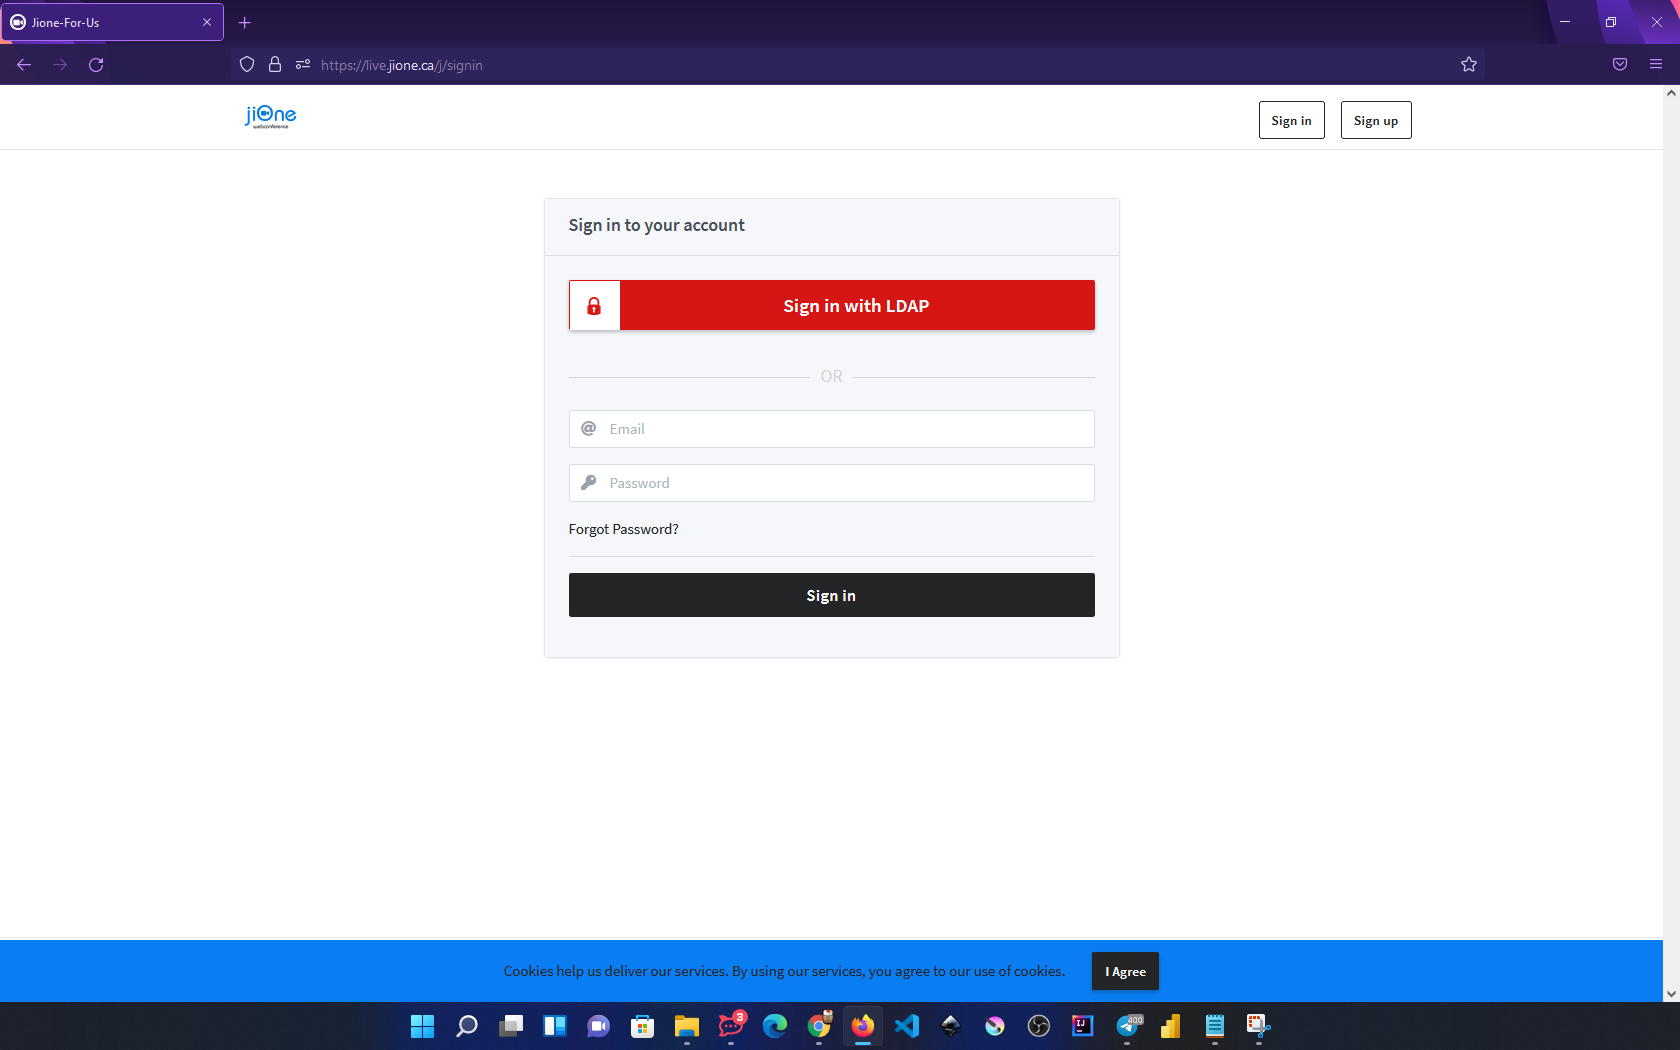 Jione-For-Us
https://live.jione.ca/j/signin
jiOne
webconference
Sign in
Sign up
Sign in to your account
Sign in with LDAP
OR
@ Email
Password
Forgot Password?
Sign in
Cookies help us deliver our services. By using our services, you agree to our use of cookies.
I Agree
3
IJ
400